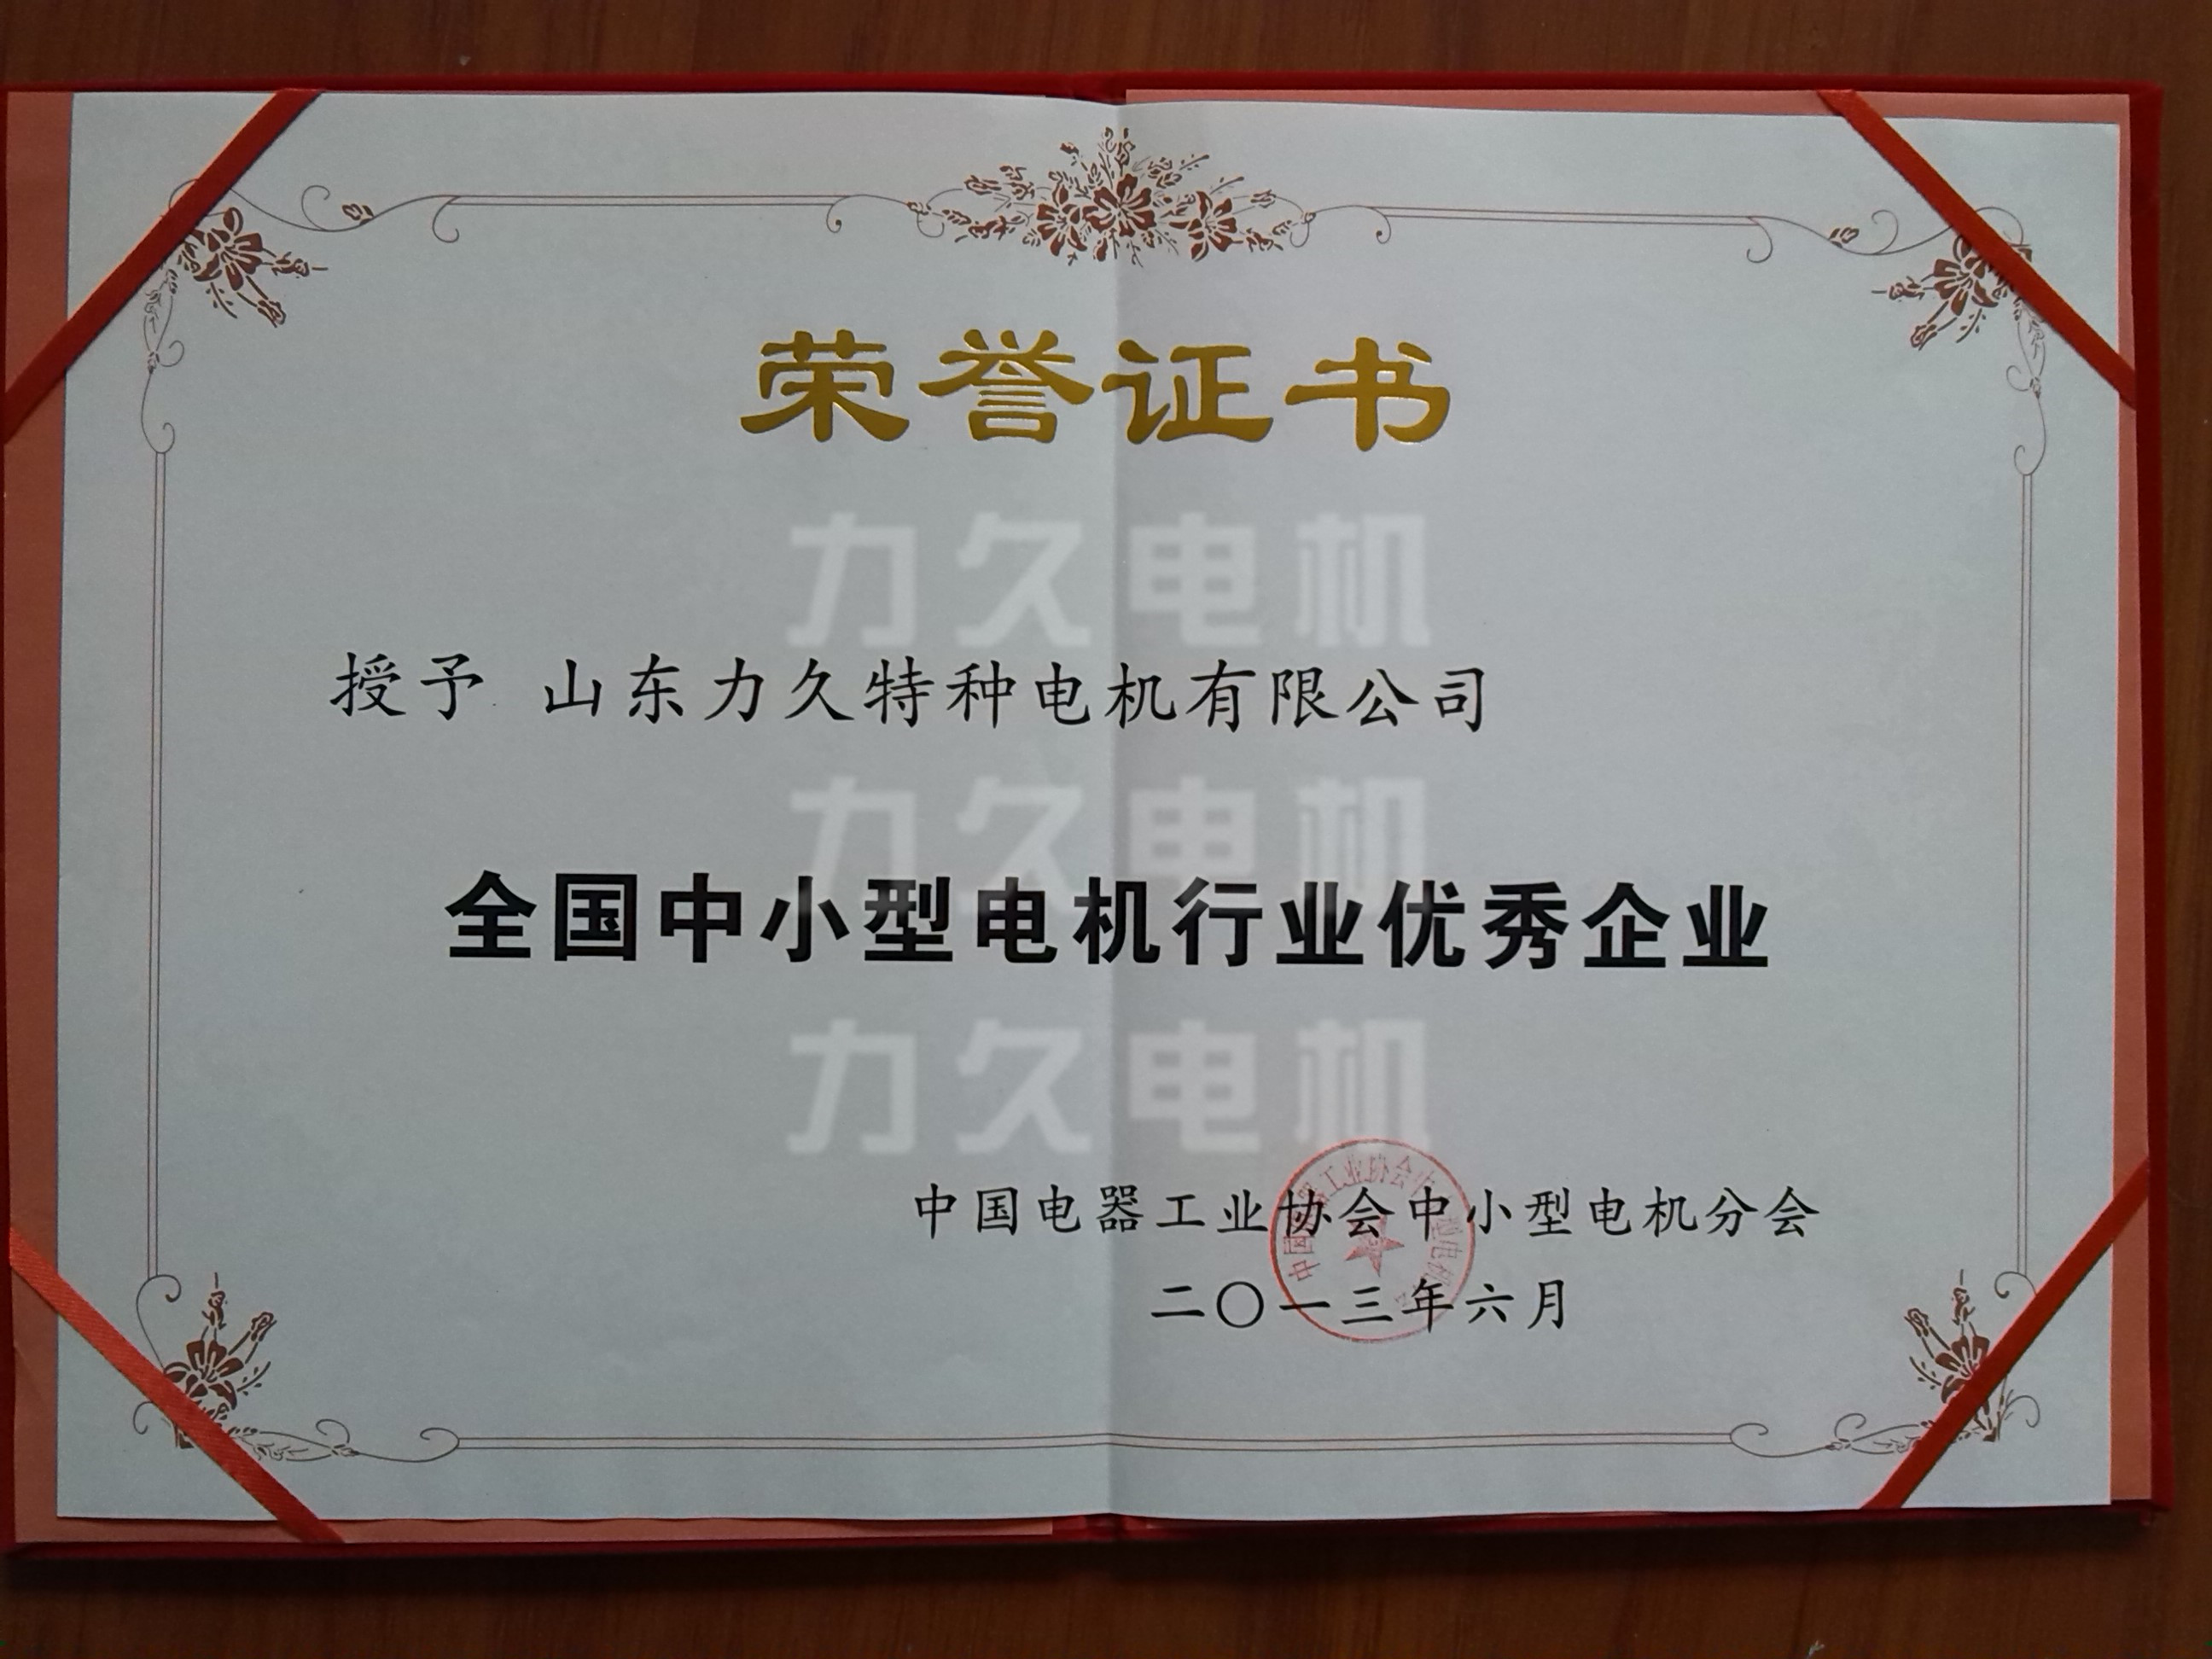 荣誉证书
力久电机
授予 山东力久特种电机有限公司
力久电机
全国中小型电机行业优秀企业
力久电机
中国电器工业协会中小型电机分会
二〇一三年六月